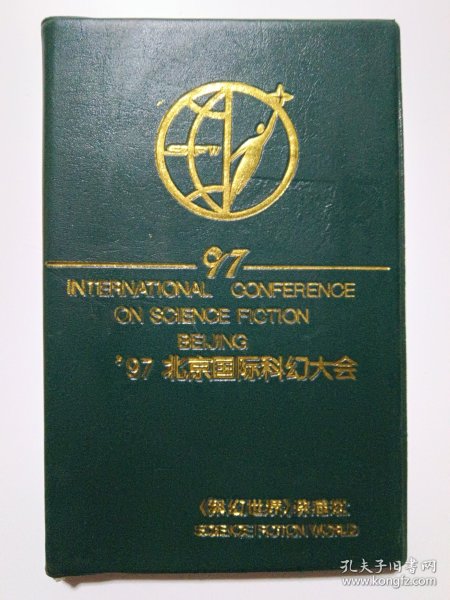 SFW
97
INTERNATIONAL CONFERENCE
ON SCIENCE FICTION
BEIJING
'97 北京国际科幻大会
《科幻世界》杂志社
SCIENCE FICTION WORLD
孔夫子旧书网
www.kongfz.com